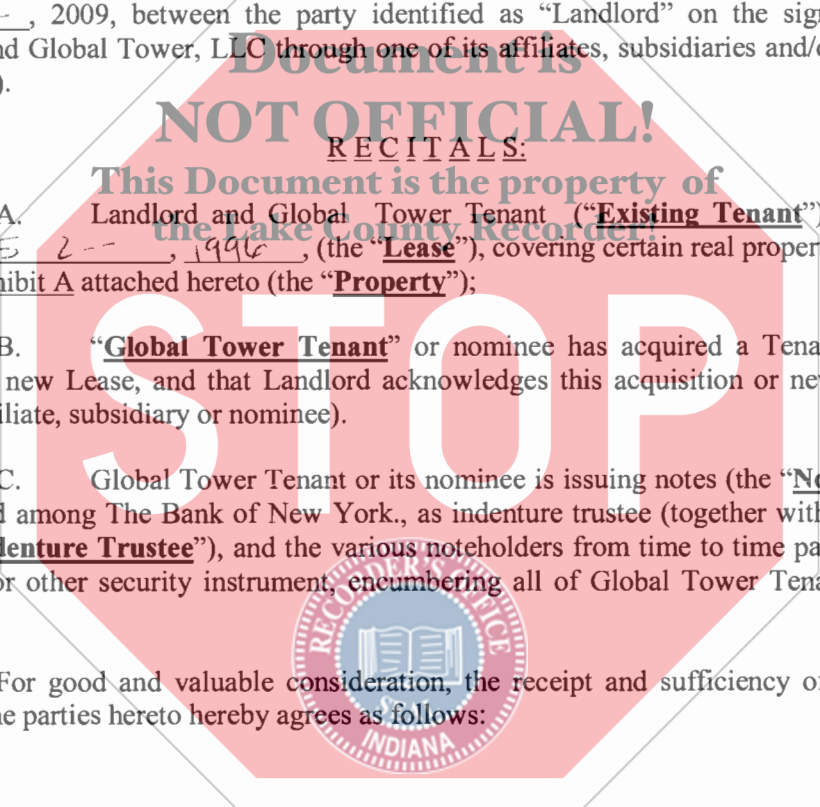 , 2009, between the party identified as “Landlord” on the sig
nd Global Tower, LLC through one of its affiliates, subsidiaries and/
).
Document is
NOT OFFICIAL!
RECITALS:
This Document is the property of
the Lake County Recorder!
A. Landlord and Global Tower Tenant (“Existing Tenant”)
2--, 1996, (the “Lease”), covering certain real proper
hibit A attached hereto (the “Property”);
B. “Global Tower Tenant” or nominee has acquired a Tena
new Lease, and that Landlord acknowledges this acquisition or ne
iliate, subsidiary or nominee).
STOP
C. Global Tower Tenant or its nominee is issuing notes (the “No
d among The Bank of New York., as indenture trustee (together with
denture Trustee”), and the various noteholders from time to time pa
or other security instrument, encumbering all of Global Tower Tena
RECORDER'S OFFICE
SEAL
INDIANA
For good and valuable consideration, the receipt and sufficiency o
e parties hereto hereby agrees as follows: